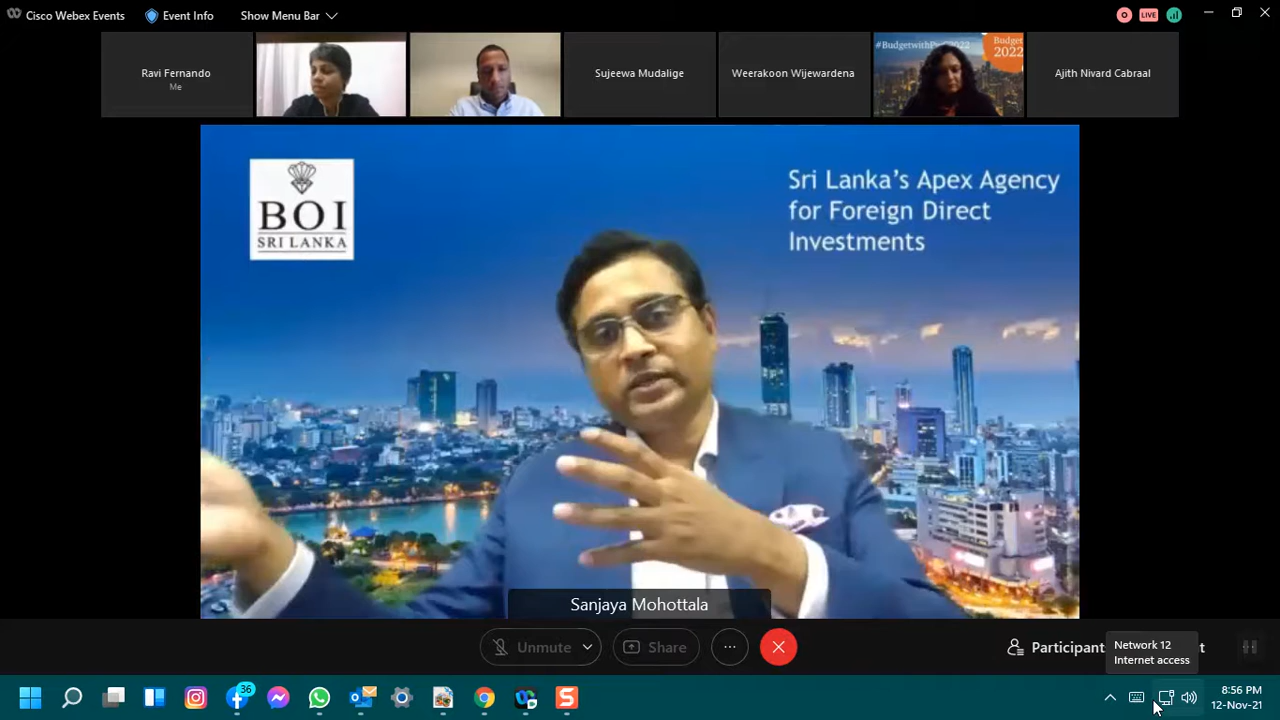 Cisco Webex Events
Event Info
Show Menu Bar
LIVE
Ravi Fernando
Me
Sujeewa Mudalige
Weerakoon Wijewardena
#BudgetwithPwC2022
Budget
2022
Ajith Nivard Cabraal
BOI
SRI LANKA
Sri Lanka's Apex Agency
for Foreign Direct
Investments
Sanjaya Mohottala
Unmute
Share
Participant
Network 12
Internet access
36
8:56 PM
12-Nov-21